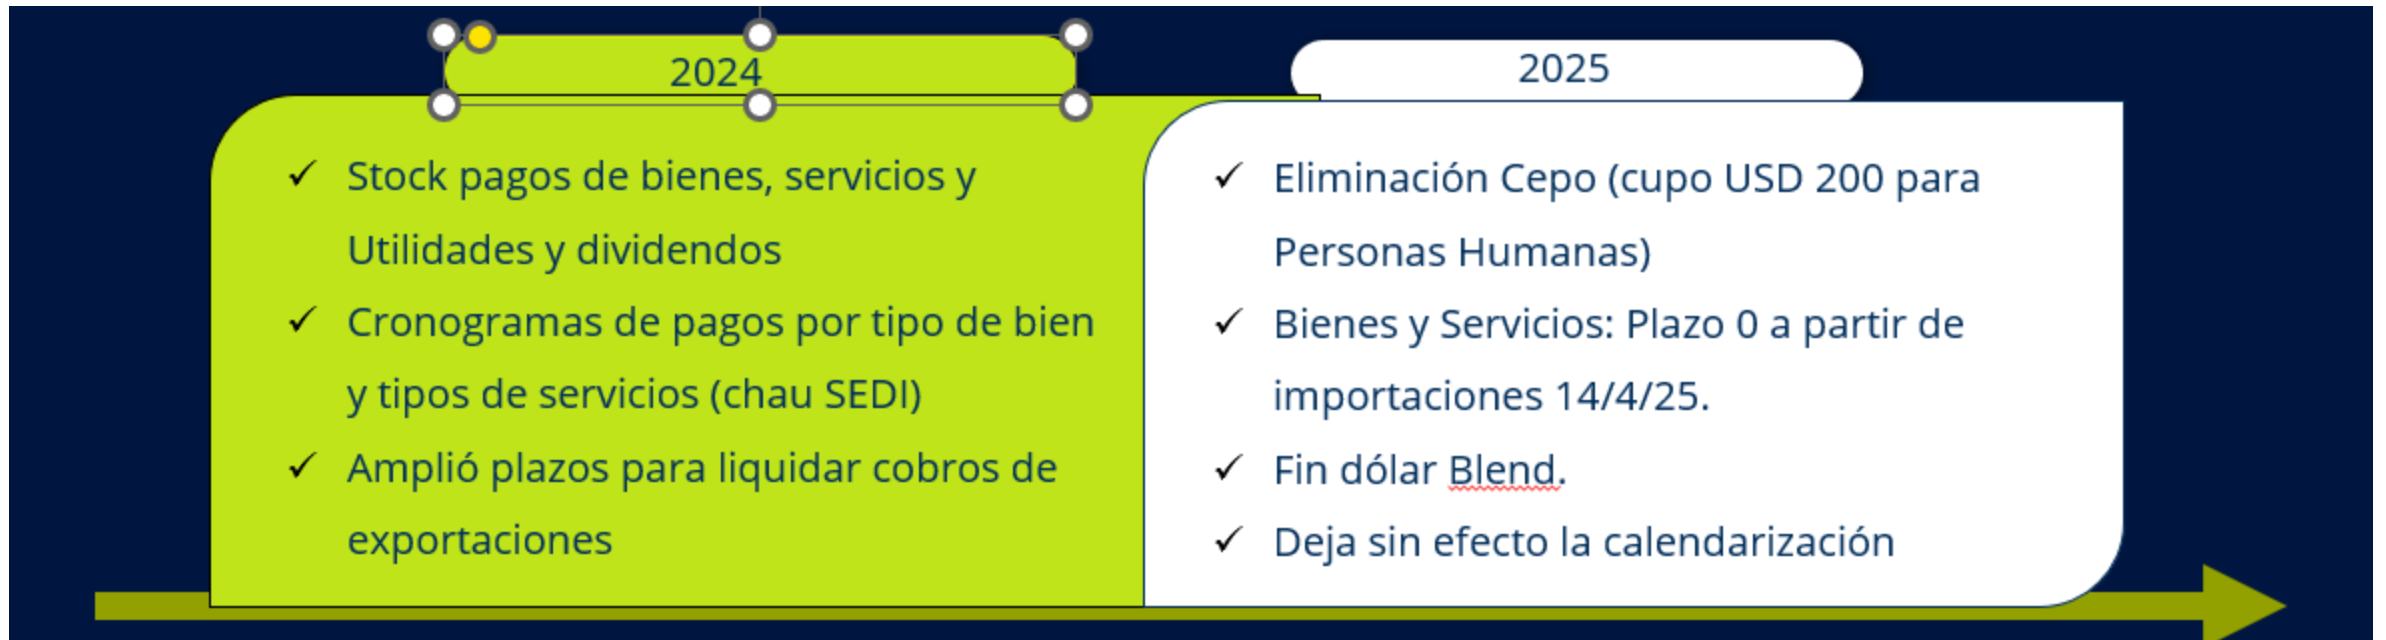 2024
✓ Stock pagos de bienes, servicios y
Utilidades y dividendos
✓ Cronogramas de pagos por tipo de bien
y tipos de servicios (chau SEDI)
✓ Amplió plazos para liquidar cobros de
exportaciones
2025
✓ Eliminación Cepo (cupo USD 200 para
Personas Humanas)
✓ Bienes y Servicios: Plazo 0 a partir de
importaciones 14/4/25.
✓ Fin dólar Blend.
✓ Deja sin efecto la calendarización